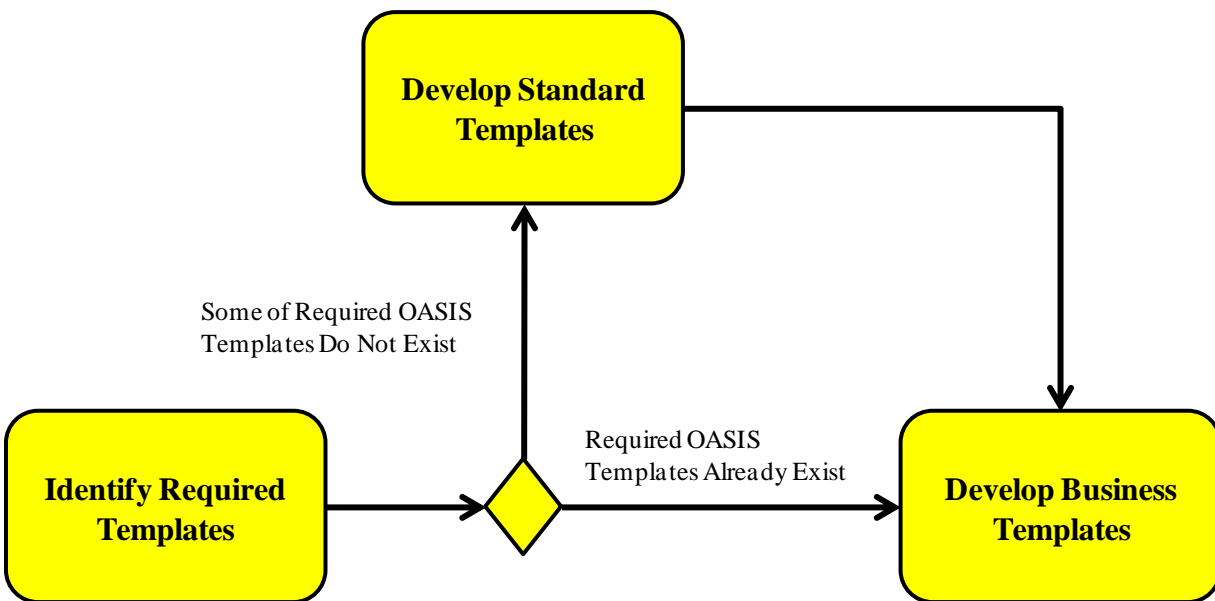 Develop Standard
Templates
Some of Required OASIS
Templates Do Not Exist
Required OASIS
Templates Already Exist
Identify Required
Templates
Develop Business
Templates